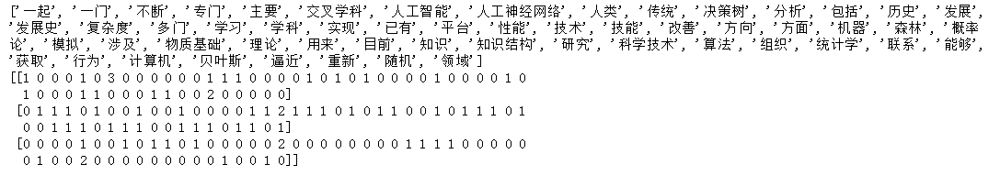 ['一起', '一门', '不断', '专门', '主要', '交叉学科', '人工智能', '人工神经网络', '人类', '传统', '决策树', '分析', '包括', '历史', '发展',
'发展史', '复杂度', '多门', '学习', '学科', '实现', '已有', '平台', '性能', '技术', '技能', '改善', '方向', '方面', '机器', '森林', '概率
论', '模拟', '涉及', '物质基础', '理论', '用来', '目前', '知识', '知识结构', '研究', '科学技术', '算法', '组织', '统计学', '联系', '能够',
'获取', '行为', '计算机', '贝叶斯', '逼近', '重新', '随机', '领域']
[[1 0 0 0 1 0 3 0 0 0 0 0 0 1 1 1 0 0 0 0 1 0 1 0 1 0 0 0 0 1 0 0 0 0 1 0
1 0 0 0 1 1 0 0 0 1 1 0 0 2 0 0 0 0 0]
[0 1 1 1 0 1 0 0 1 0 0 1 0 0 0 0 1 1 2 1 1 1 0 1 0 1 1 0 0 1 0 1 1 1 0 1
0 0 1 1 1 0 1 1 1 0 0 1 1 1 0 1 1 0 1]
[0 0 0 0 1 0 0 1 0 1 1 0 1 0 0 0 0 0 2 0 0 0 0 0 0 0 0 1 1 1 1 0 0 0 0 0
0 1 0 0 2 0 0 0 0 0 0 0 0 0 1 0 0 1 0]]